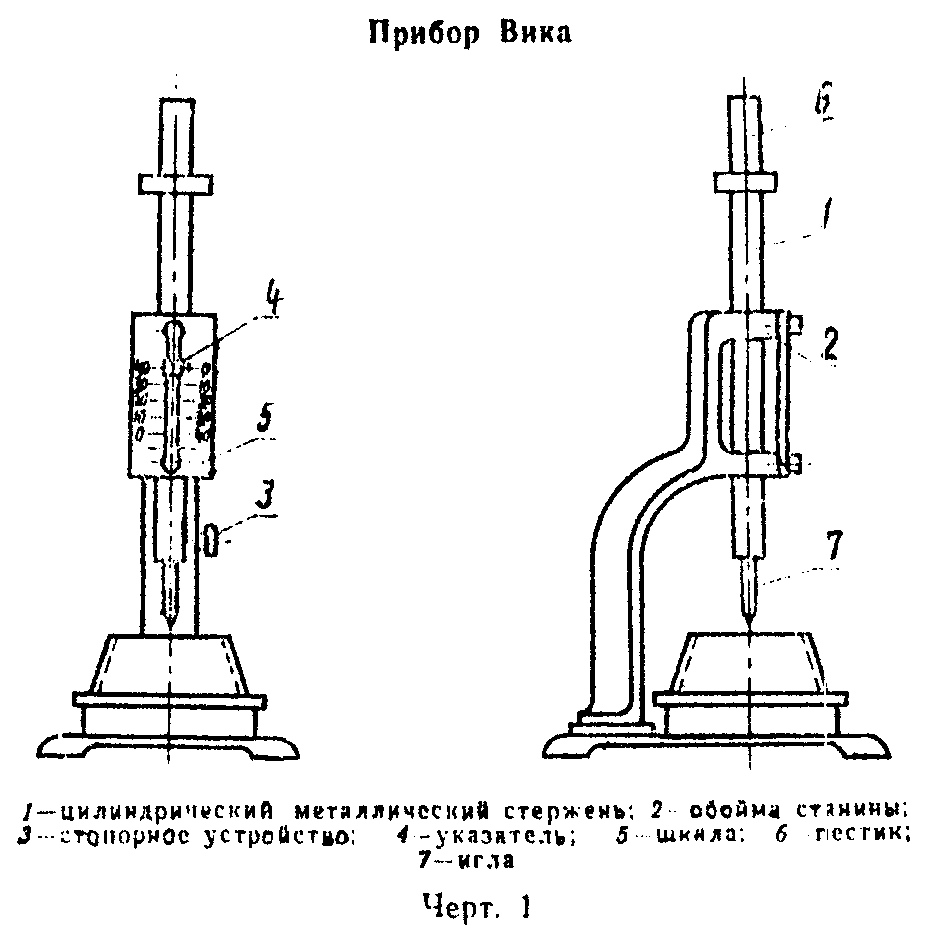 Прибор Вика
6
1
4
2
5
3
7
1—цилиндрический металлический стержень; 2- обойма станины;
3—стопорное устройство; 4-указатель; 5-шкала; 6 пестик;
7—игла
Черт. 1